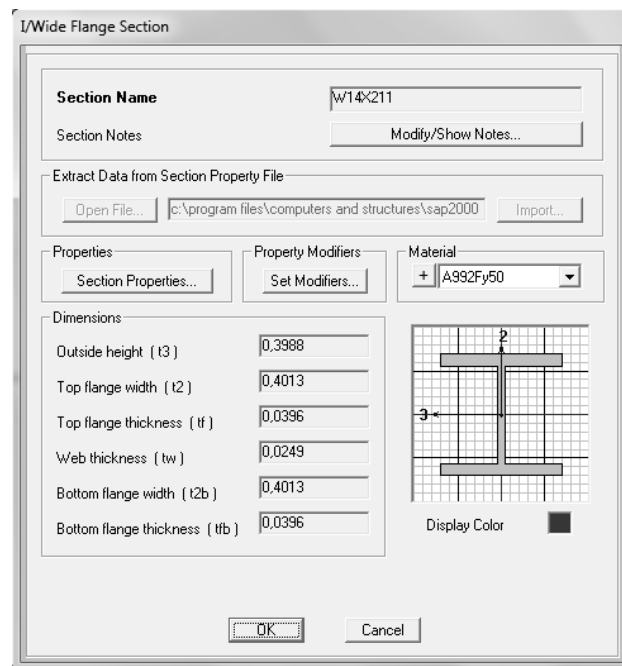 I/Wide Flange Section
Section Name W14X211
Section Notes Modify/Show Notes...
Extract Data from Section Property File
Open File... c:\program files\computers and structures\sap2000 Import...
Properties Property Modifiers Material
Section Properties... Set Modifiers... + A992Fy50
Dimensions
Outside height ( t3 ) 0,3988
Top flange width ( t2 ) 0,4013
Top flange thickness ( tf ) 0,0396
Web thickness ( tw ) 0,0249
Bottom flange width ( t2b ) 0,4013
Bottom flange thickness ( tfb ) 0,0396
2
3
Display Color
OK Cancel